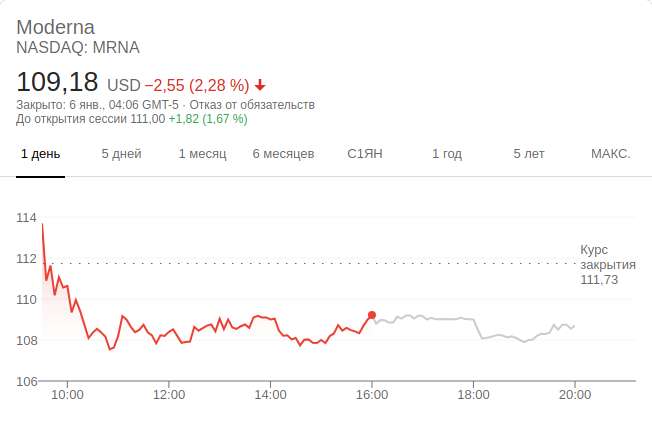 Moderna
NASDAQ: MRNA
109,18 USD −2,55 (2,28 %)
Закрыто: 6 янв., 04:06 GMT-5 · Отказ от обязательств
До открытия сессии 111,00 +1,82 (1,67 %)
1 день 5 дней 1 месяц 6 месяцев С1ЯН 1 год 5 лет МАКС.
114
112
110
108
106
Курс
закрытия
111,73
10:00 12:00 14:00 16:00 18:00 20:00